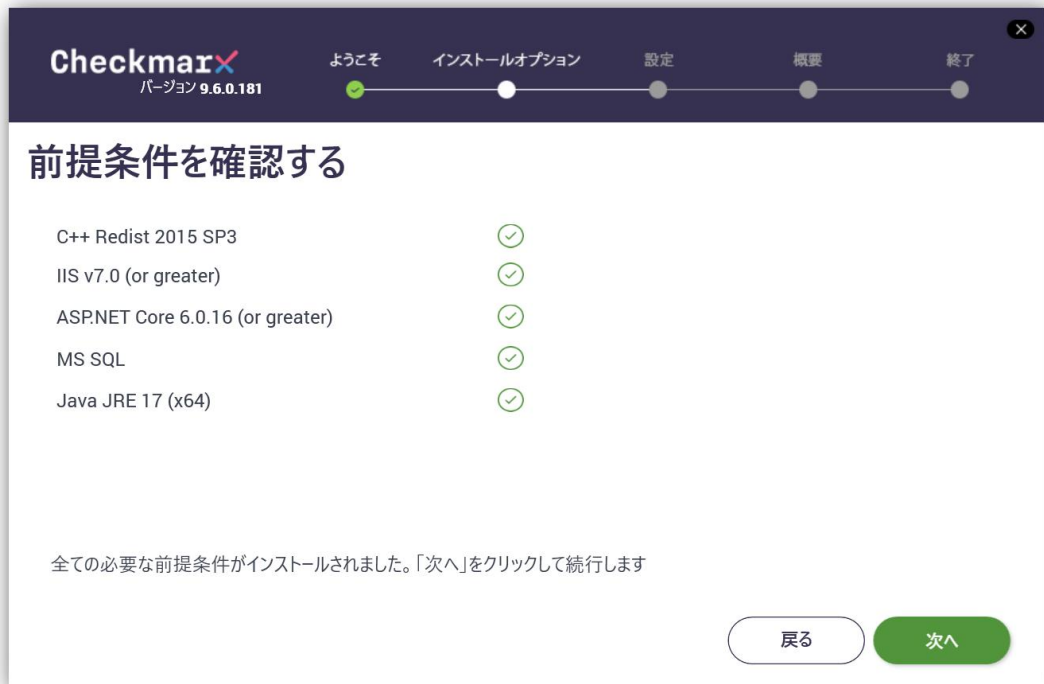 Checkmarx
バージョン 9.6.0.181
ようこそ
インストールオプション
設定
概要
終了
前提条件を確認する
C++ Redist 2015 SP3
IIS v7.0 (or greater)
ASP.NET Core 6.0.16 (or greater)
MS SQL
Java JRE 17 (x64)
全ての必要な前提条件がインストールされました。「次へ」をクリックして続行します
戻る
次へ